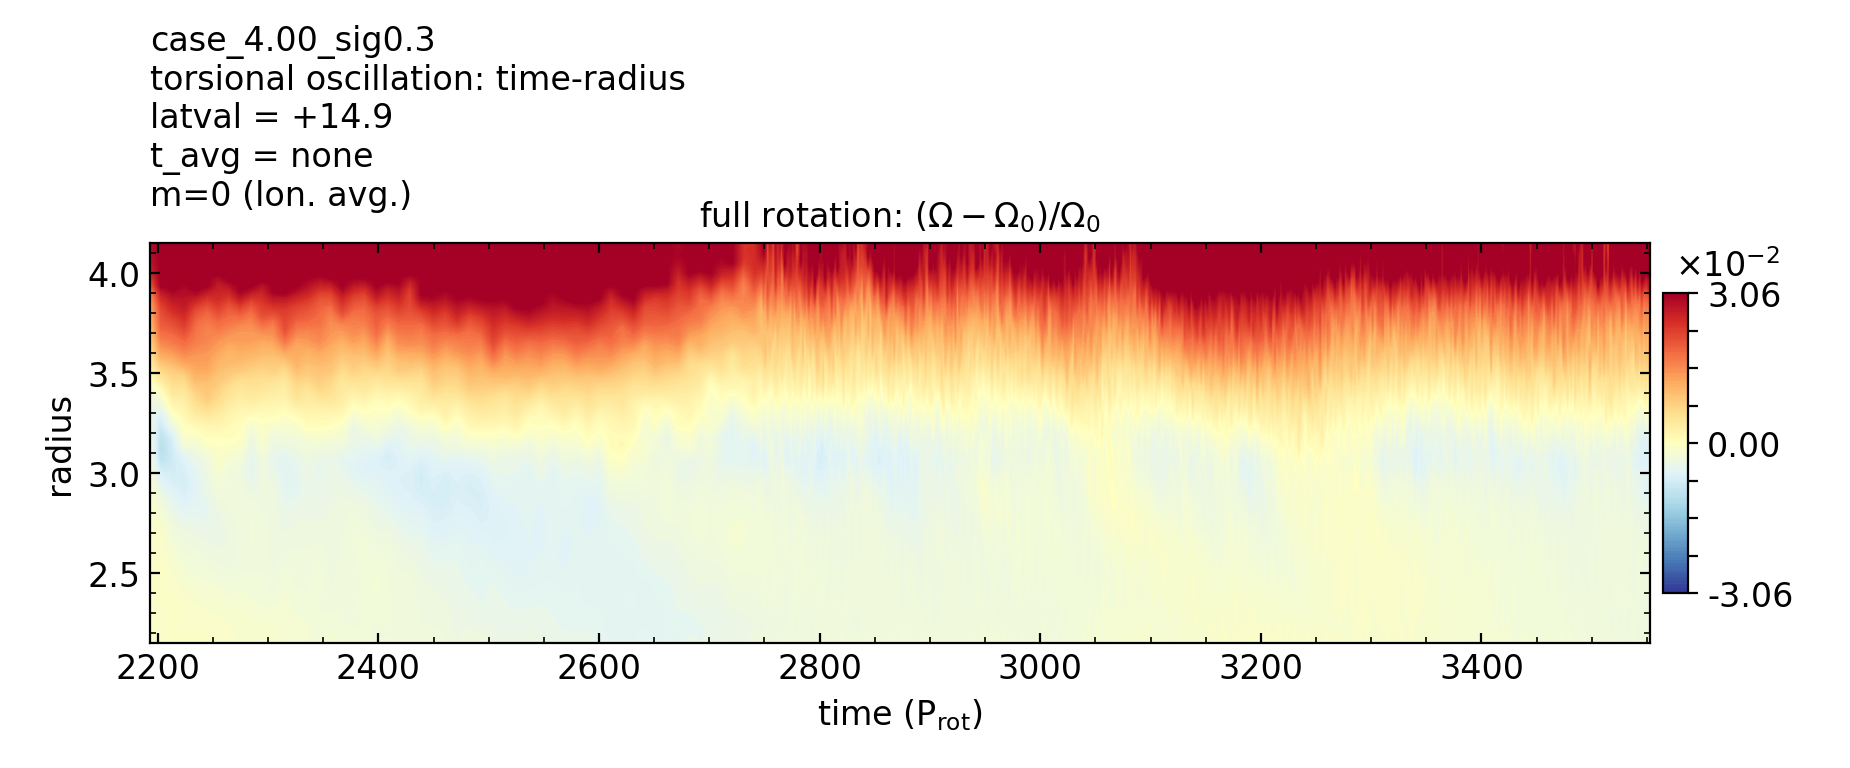 case_4.00_sig0.3
torsional oscillation: time-radius
latval = +14.9
t_avg = none
m=0 (lon. avg.)
full rotation: (Ω − Ω₀)/Ω₀
×10⁻²
4.0
3.5
3.0
2.5
radius
3.06
0.00
-3.06
2200 2400 2600 2800 3000 3200 3400
time (P_rot)